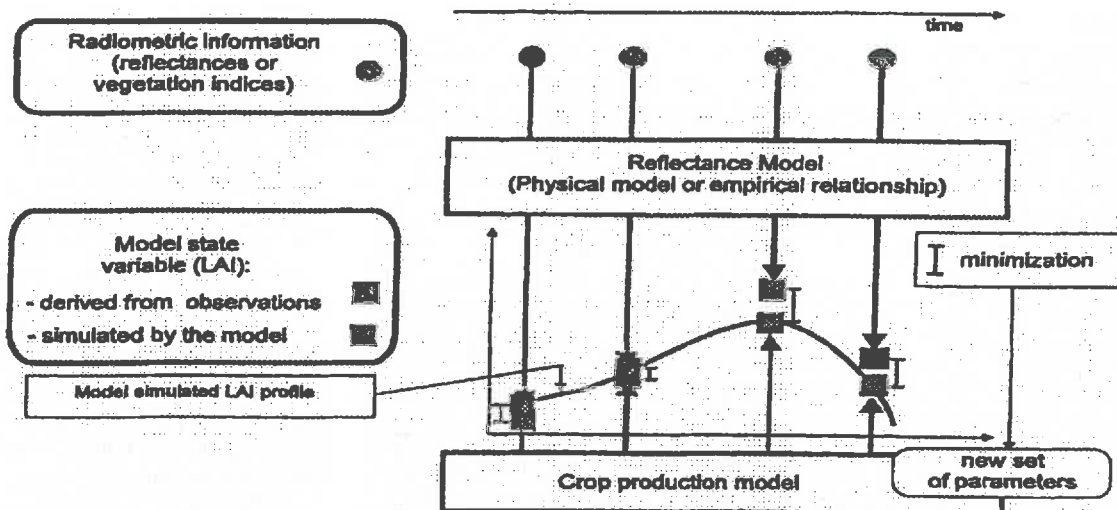 time
Radiometric Information
(reflectances or
vegetation indices)
Reflectance Model
(Physical model or empirical relationship)
Model state
variable (LAI):
- derived from observations
- simulated by the model
minimization
Model simulated LAI profile
Crop production model
new set
of parameters